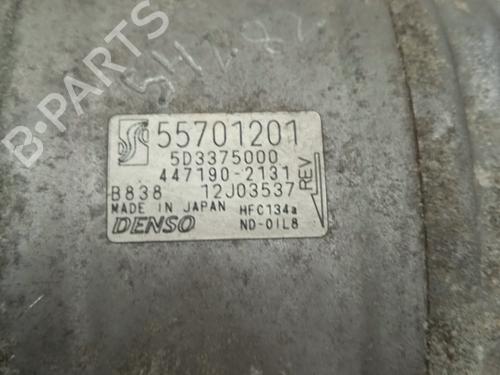 55701201
5D3375000
447190-2131
B838 12J03537
REV
MADE IN JAPAN HFC134a
DENSO ND-OIL8
B-PARTS